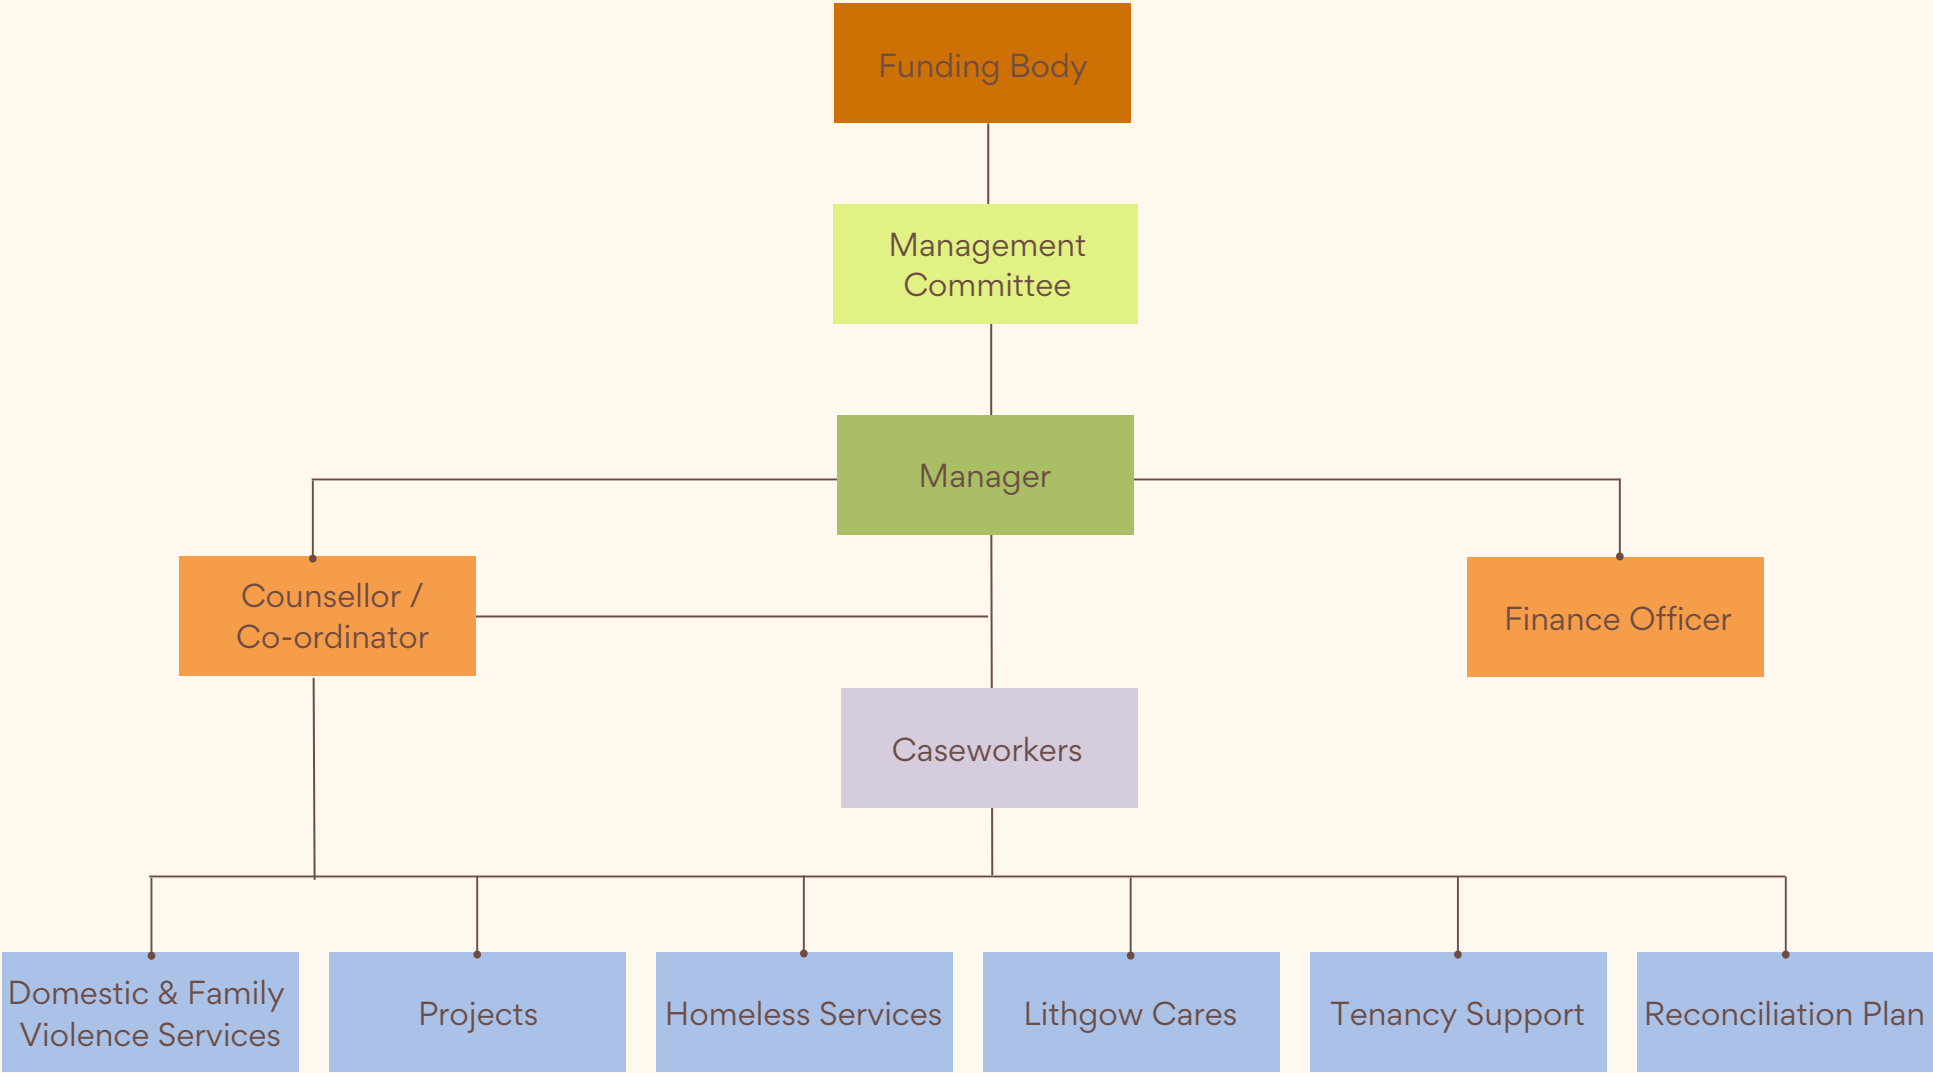 Funding Body
Management
Committee
Manager
Counsellor /
Co-ordinator
Finance Officer
Caseworkers
Domestic & Family
Violence Services
Projects
Homeless Services
Lithgow Cares
Tenancy Support
Reconciliation Plan